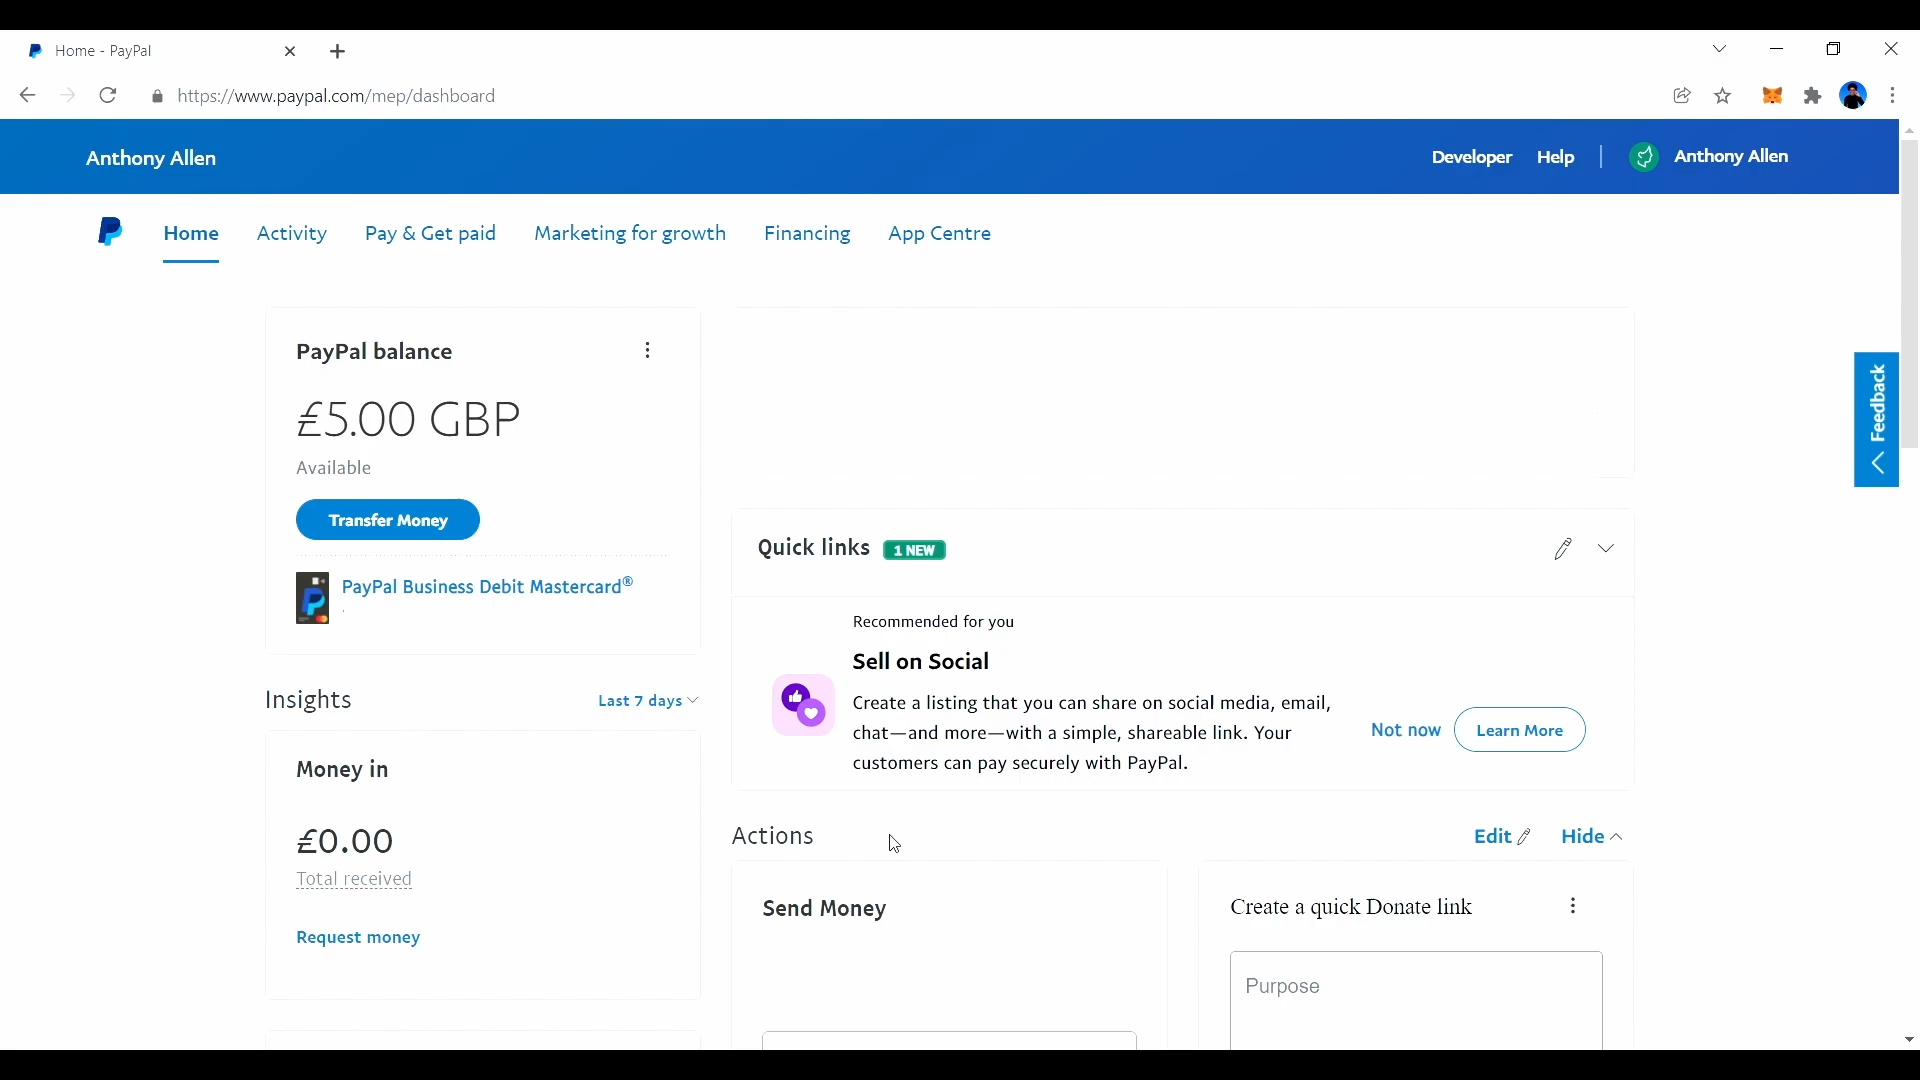 Home - PayPal
https://www.paypal.com/mep/dashboard
Anthony Allen
Developer
Help
Anthony Allen
Home
Activity
Pay & Get paid
Marketing for growth
Financing
App Centre
PayPal balance
£5.00 GBP
Available
Transfer Money
PayPal Business Debit Mastercard®
Insights
Last 7 days
Money in
£0.00
Total received
Request money
Quick links
1 NEW
Recommended for you
Sell on Social
Create a listing that you can share on social media, email,
chat—and more—with a simple, shareable link. Your
customers can pay securely with PayPal.
Not now
Learn More
Actions
Edit
Hide
Send Money
Create a quick Donate link
Purpose
Feedback